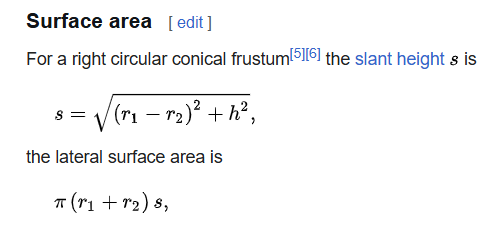 Surface area [ edit ]
For a right circular conical frustum[5][6] the slant height s is
s = √(r₁ − r₂)² + h²,
the lateral surface area is
π (r₁ + r₂) s,